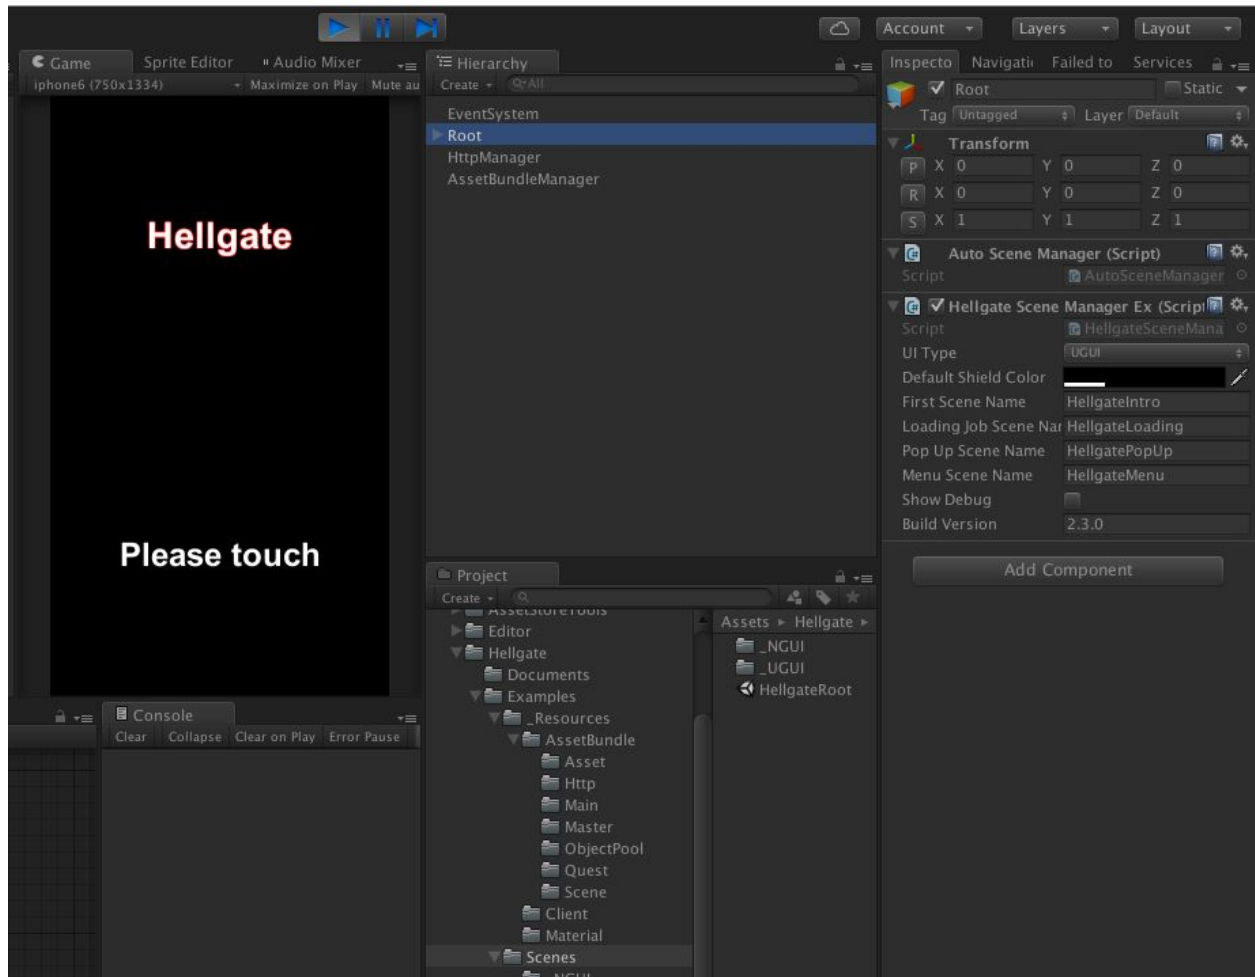 Account
Layers
Layout
Game
Sprite Editor
Audio Mixer
iphone6 (750x1334)
Maximize on Play
Mute au
Hellgate
Please touch
Hierarchy
Create
All
EventSystem
Root
HttpManager
AssetBundleManager
Inspecto
Navigati
Failed to
Services
Root
Static
Tag Untagged
Layer Default
Transform
P X 0 Y 0 Z 0
R X 0 Y 0 Z 0
S X 1 Y 1 Z 1
Auto Scene Manager (Script)
Script AutoSceneManager
Hellgate Scene Manager Ex (Script
Script HellgateSceneMana
UI Type UGUI
Default Shield Color
First Scene Name HellgateIntro
Loading Job Scene Nar HellgateLoading
Pop Up Scene Name HellgatePopUp
Menu Scene Name HellgateMenu
Show Debug
Build Version 2.3.0
Add Component
Console
Clear
Collapse
Clear on Play
Error Pause
Project
Create
AssetStoreTools
Editor
Hellgate
Documents
Examples
_Resources
AssetBundle
Asset
Http
Main
Master
ObjectPool
Quest
Scene
Client
Material
Scenes
_NGUI
Assets ▸ Hellgate ▸
_NGUI
_UGUI
HellgateRoot